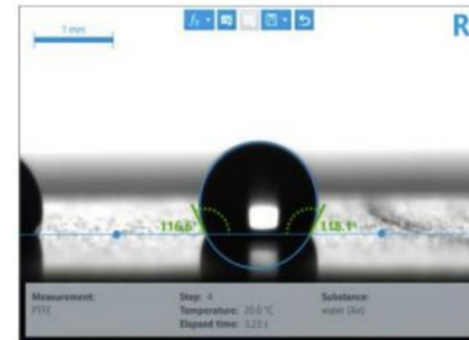 1 mm
R
116.6°
118.1°
Measurement:
PTFE
Step: 4
Temperature: 20.0 °C
Elapsed time: 3.23 s
Substance:
water (Air)